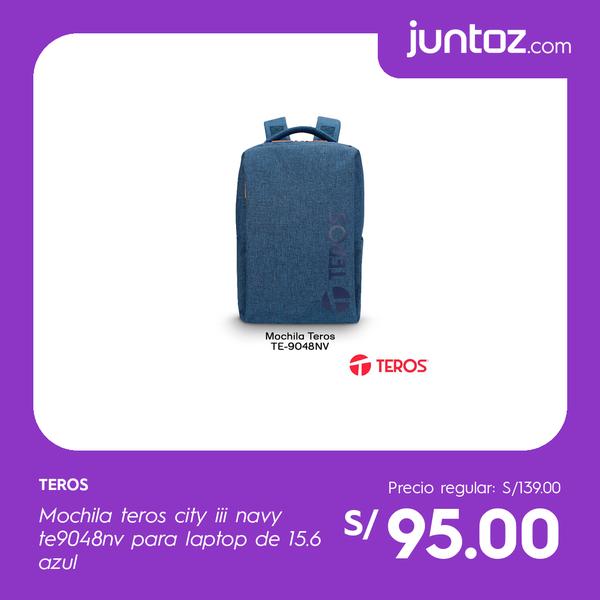 juntoz.com
TEROS
Mochila Teros
TE-9048NV
TEROS
TEROS
Mochila teros city iii navy
te9048nv para laptop de 15.6
azul
Precio regular: S/139.00
S/ 95.00